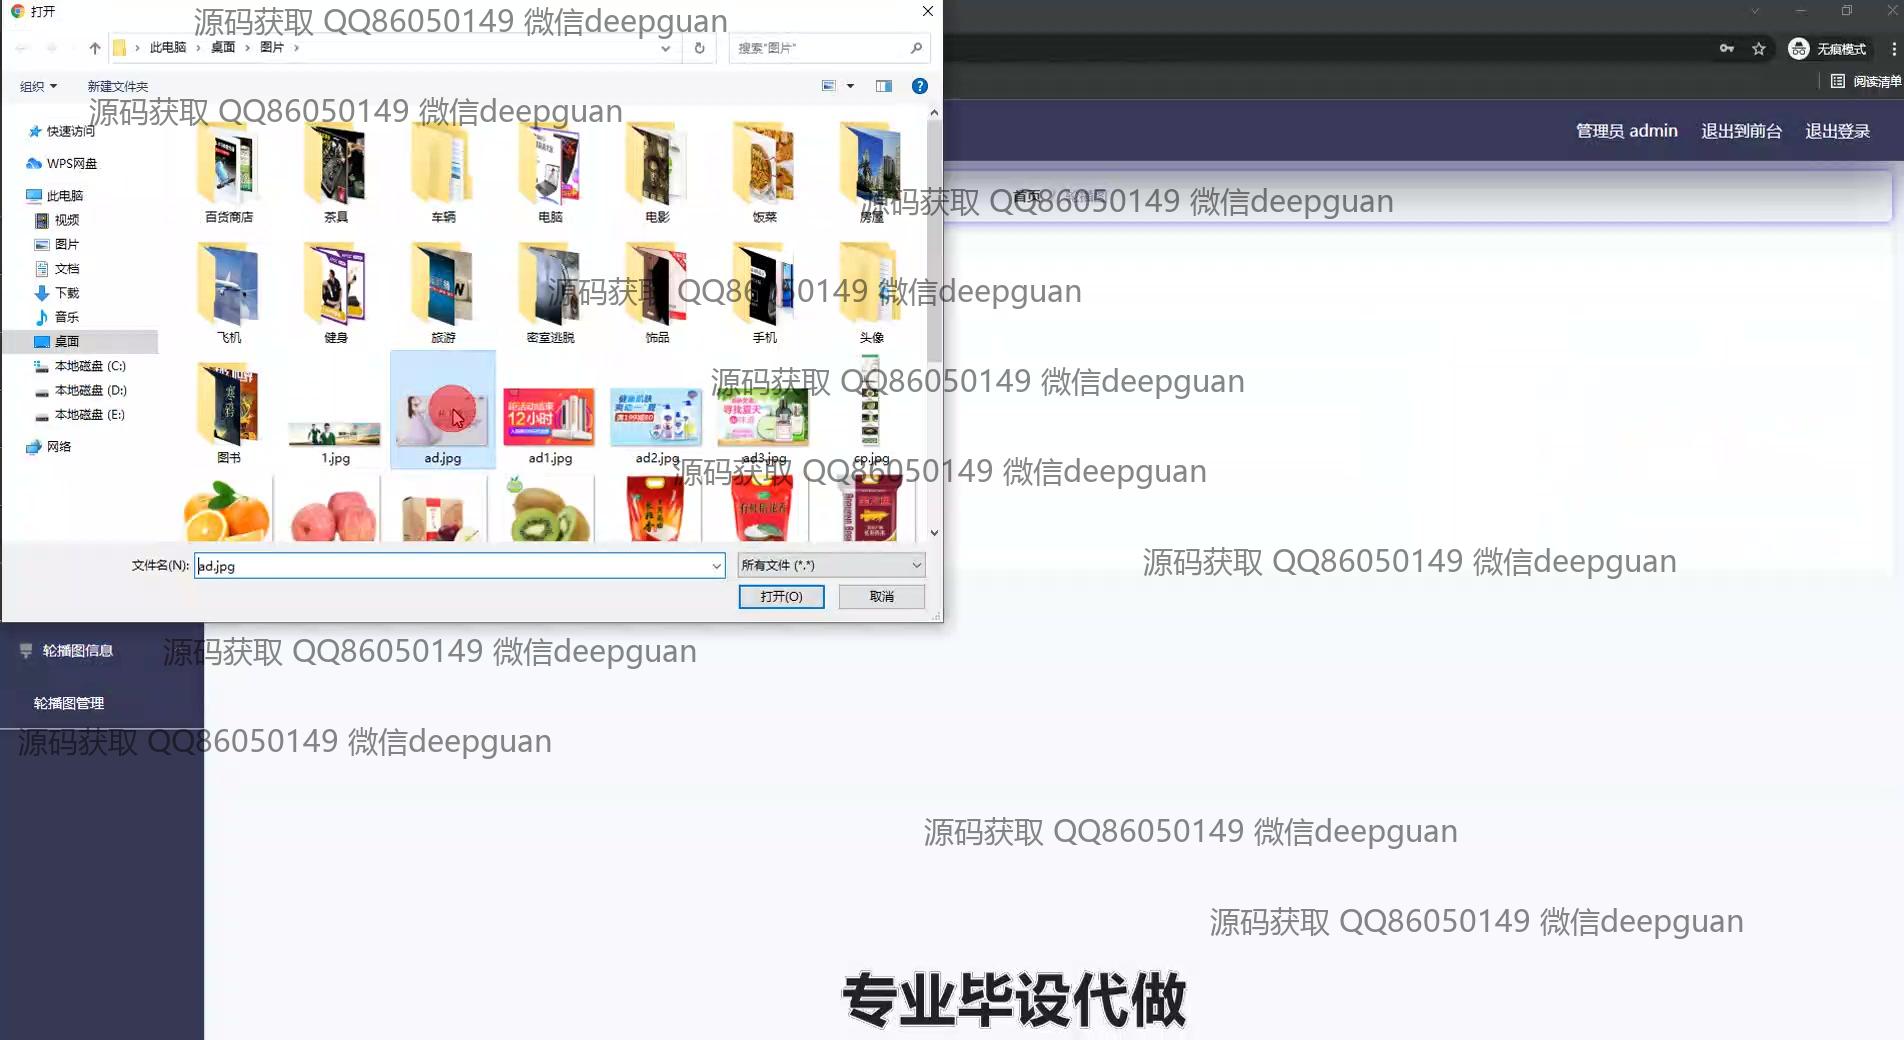 打开
源码获取 QQ86050149 微信deepguan
此电脑 › 桌面 › 图片 ›
搜索"图片"
无痕模式
组织
新建文件夹
阅读清单
源码获取 QQ86050149 微信deepguan
管理员 admin
退出到前台
退出登录
快速访问
WPS网盘
此电脑
视频
图片
文档
下载
音乐
桌面
本地磁盘 (C:)
本地磁盘 (D:)
本地磁盘 (E:)
网络
百货商店
茶具
车辆
电脑
电影
饭菜
房屋
首页
源码获取 QQ86050149 微信deepguan
源码获取 QQ86050149 微信deepguan
飞机
健身
旅游
密室逃脱
饰品
手机
头像
源码获取 QQ86050149 微信deepguan
12小时
图书
1.jpg
ad.jpg
ad1.jpg
ad2.jpg
ad3.jpg
cp.jpg
源码获取 QQ86050149 微信deepguan
源码获取 QQ86050149 微信deepguan
文件名(N):
ad.jpg
所有文件 (*.*)
打开(O)
取消
轮播图信息
源码获取 QQ86050149 微信deepguan
轮播图管理
源码获取 QQ86050149 微信deepguan
源码获取 QQ86050149 微信deepguan
源码获取 QQ86050149 微信deepguan
专业毕设代做